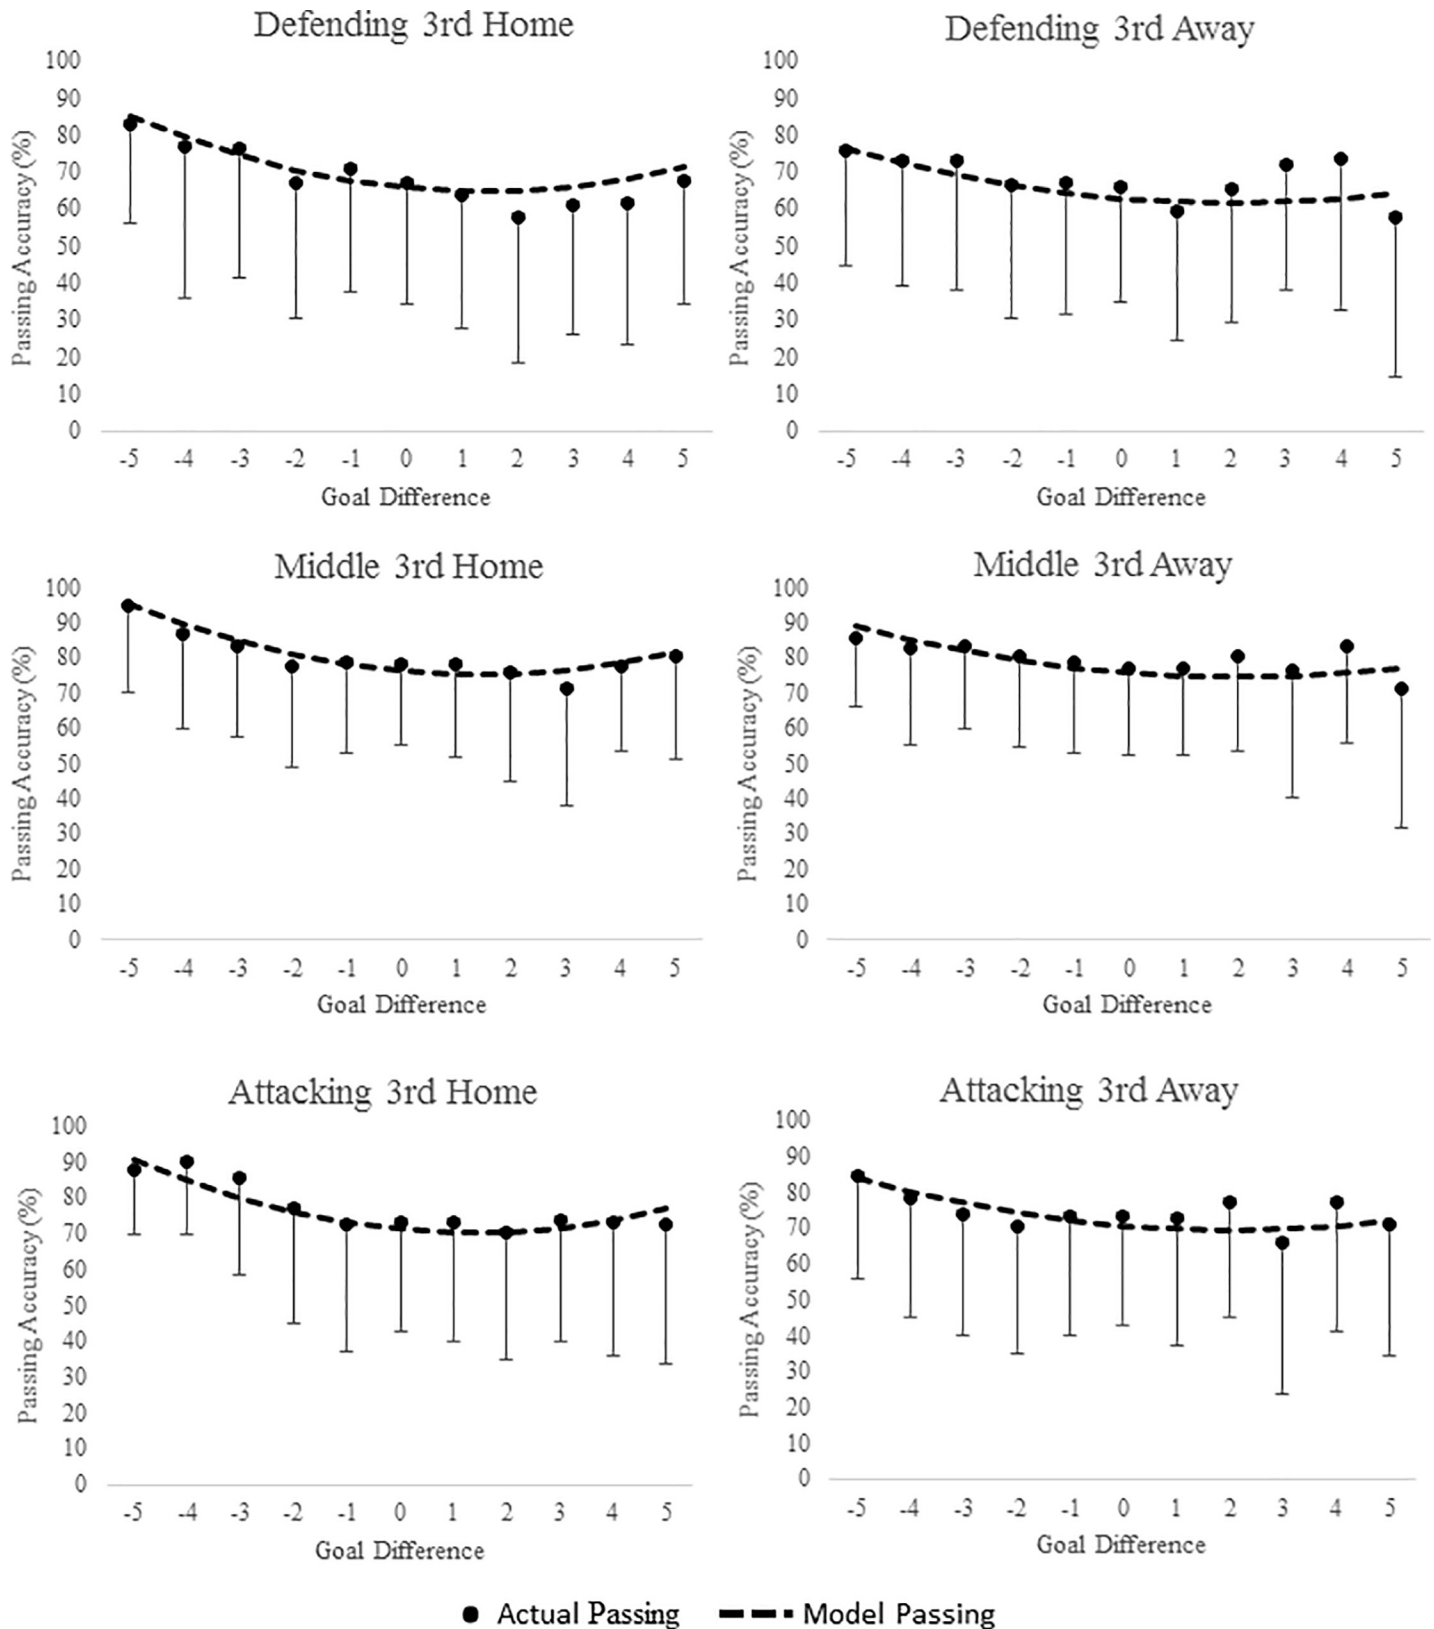 Defending 3rd Home
100
90
80
70
60
50
40
30
20
10
0
Passing Accuracy (%)
-5 -4 -3 -2 -1 0 1 2 3 4 5
Goal Difference
Defending 3rd Away
100
90
80
70
60
50
40
30
20
10
0
Passing Accuracy (%)
-5 -4 -3 -2 -1 0 1 2 3 4 5
Goal Difference
Middle 3rd Home
100
90
80
70
60
50
40
30
20
10
0
Passing Accuracy (%)
-5 -4 -3 -2 -1 0 1 2 3 4 5
Goal Difference
Middle 3rd Away
100
90
80
70
60
50
40
30
20
10
0
Passing Accuracy (%)
-5 -4 -3 -2 -1 0 1 2 3 4 5
Goal Difference
Attacking 3rd Home
100
90
80
70
60
50
40
30
20
10
0
Passing Accuracy (%)
-5 -4 -3 -2 -1 0 1 2 3 4 5
Goal Difference
Attacking 3rd Away
100
90
80
70
60
50
40
30
20
10
0
Passing Accuracy (%)
-5 -4 -3 -2 -1 0 1 2 3 4 5
Goal Difference
Actual Passing Model Passing